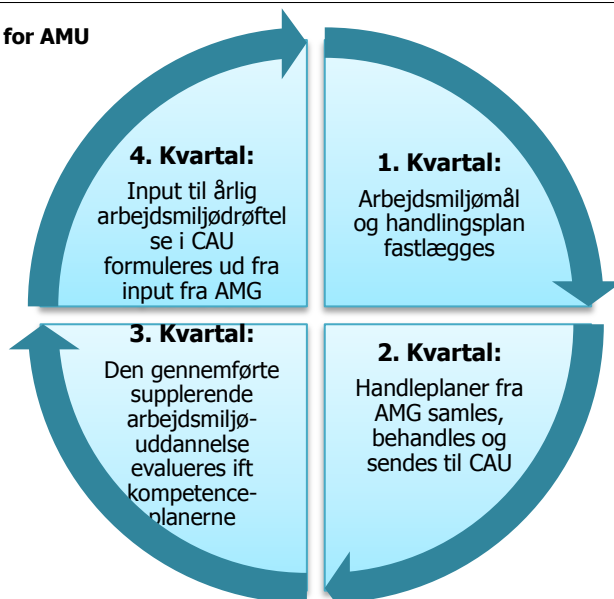 for AMU
4. Kvartal:
Input til årlig
arbejdsmiljødrøftel
se i CAU
formuleres ud fra
input fra AMG
1. Kvartal:
Arbejdsmiljømål
og handlingsplan
fastlægges
3. Kvartal:
Den gennemførte
supplerende
arbejdsmiljø-
uddannelse
evalueres ift
kompetence-
planerne
2. Kvartal:
Handleplaner fra
AMG samles,
behandles og
sendes til CAU